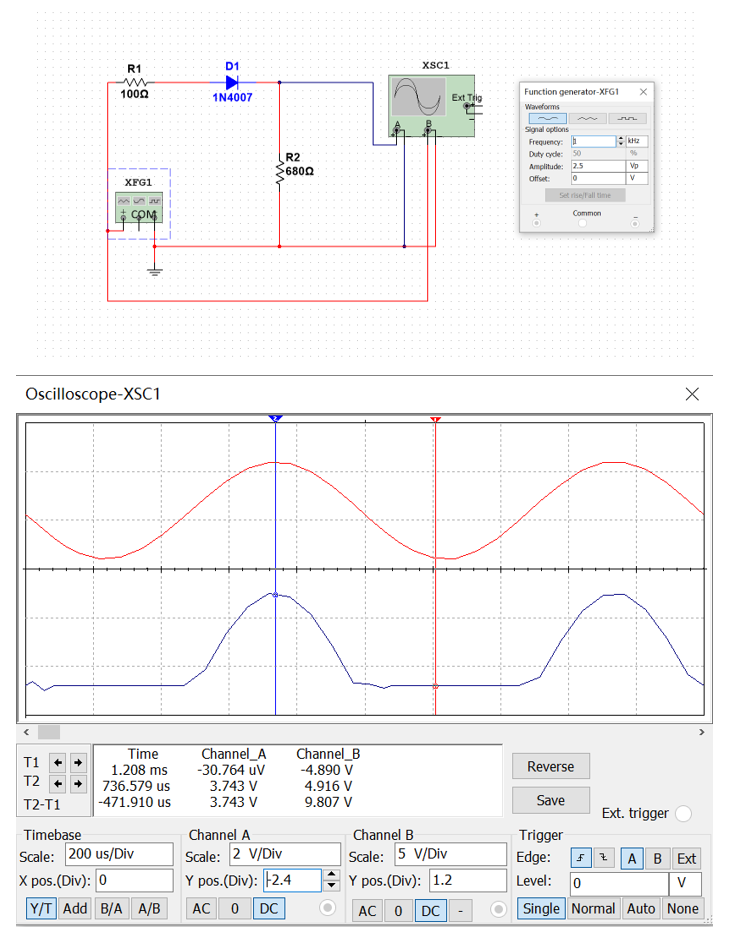 XSC1
R1
D1
100Ω
1N4007
Ext Trig
A
B
R2
680Ω
XFG1
COM
Function generator-XFG1
Waveforms
Signal options
Frequency: 1 kHz
Duty cycle: 50 %
Amplitude: 2.5 Vp
Offset: 0 V
Set rise/Fall time
+ Common -
Oscilloscope-XSC1
2
1
Time Channel_A Channel_B
T1 1.208 ms -30.764 uV -4.890 V
T2 736.579 us 3.743 V 4.916 V
T2-T1 -471.910 us 3.743 V 9.807 V
Reverse
Save
Ext. trigger
Timebase
Scale: 200 us/Div
X pos.(Div): 0
Y/T Add B/A A/B
Channel A
Scale: 2 V/Div
Y pos.(Div): -2.4
AC 0 DC
Channel B
Scale: 5 V/Div
Y pos.(Div): 1.2
AC 0 DC -
Trigger
Edge: A B Ext
Level: 0 V
Single Normal Auto None